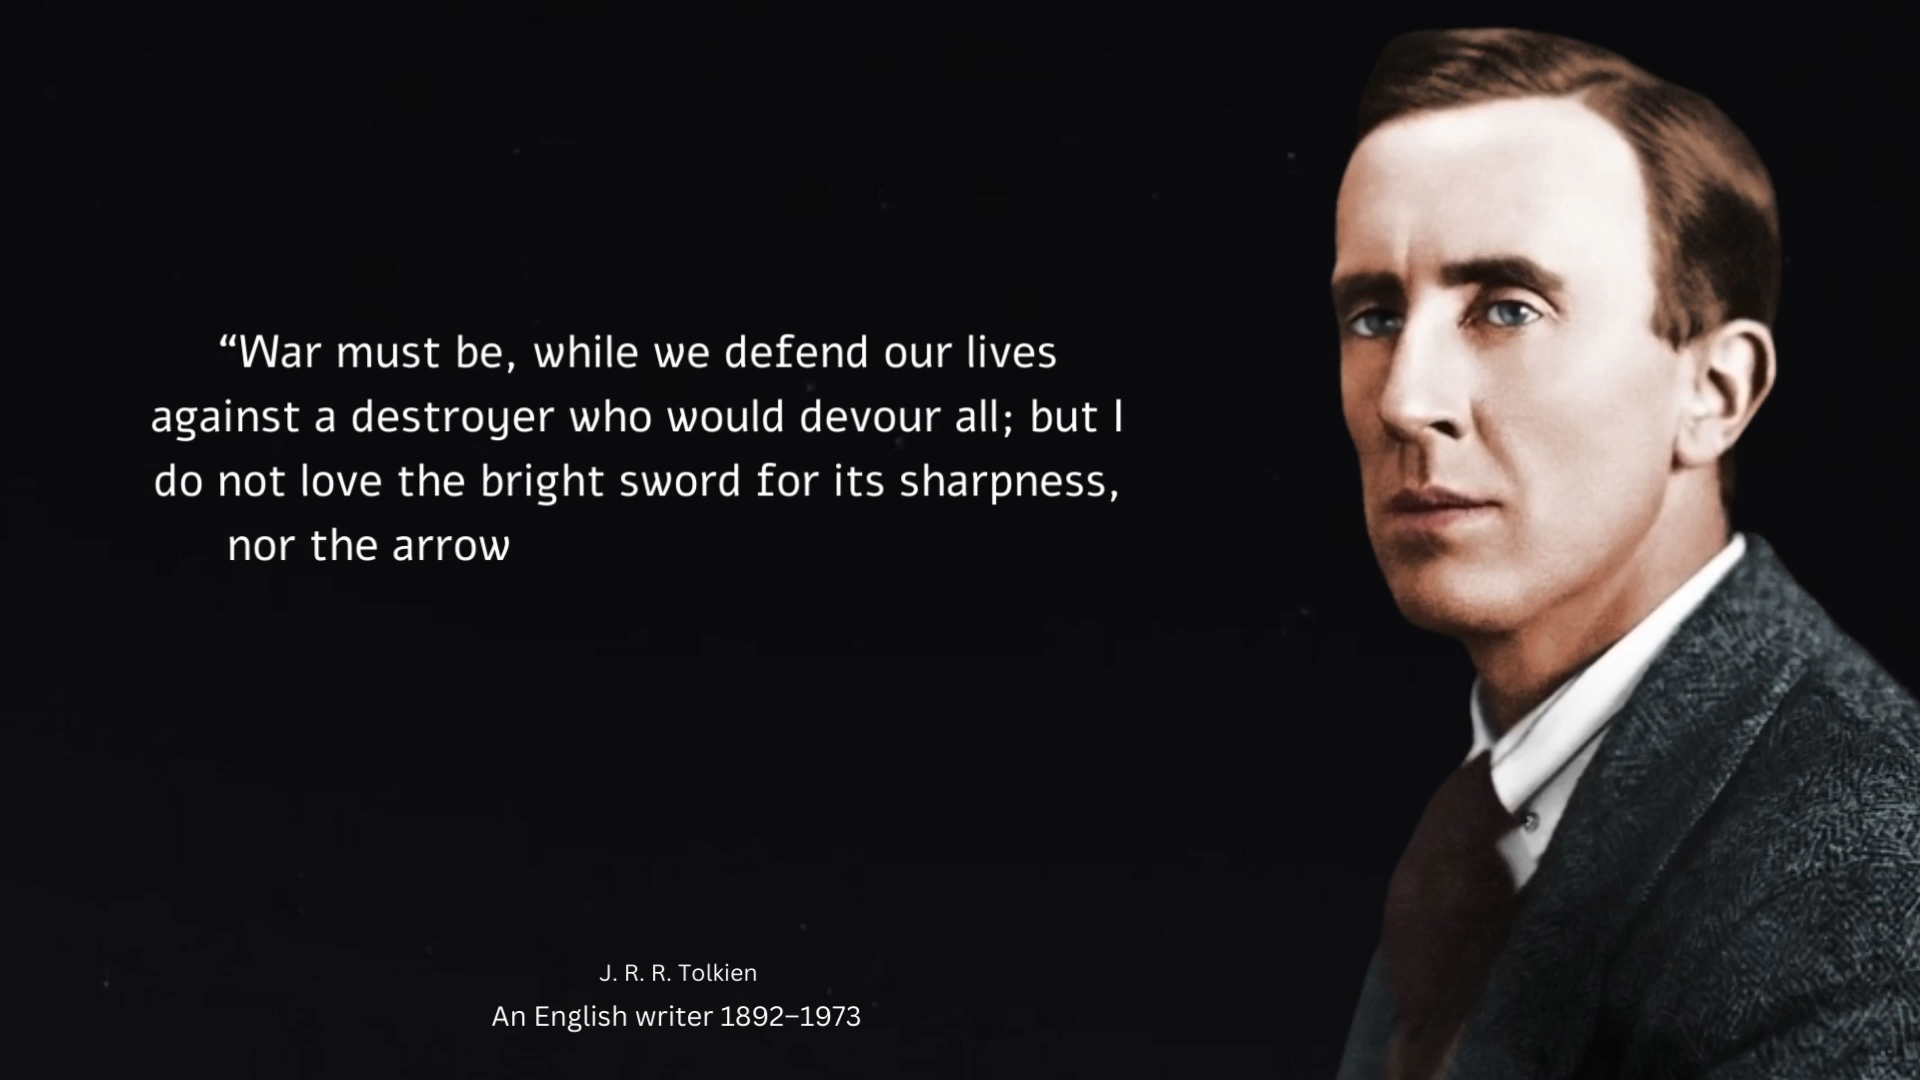 “War must be, while we defend our lives
against a destroyer who would devour all; but I
do not love the bright sword for its sharpness,
nor the arrow
J. R. R. Tolkien
An English writer 1892–1973